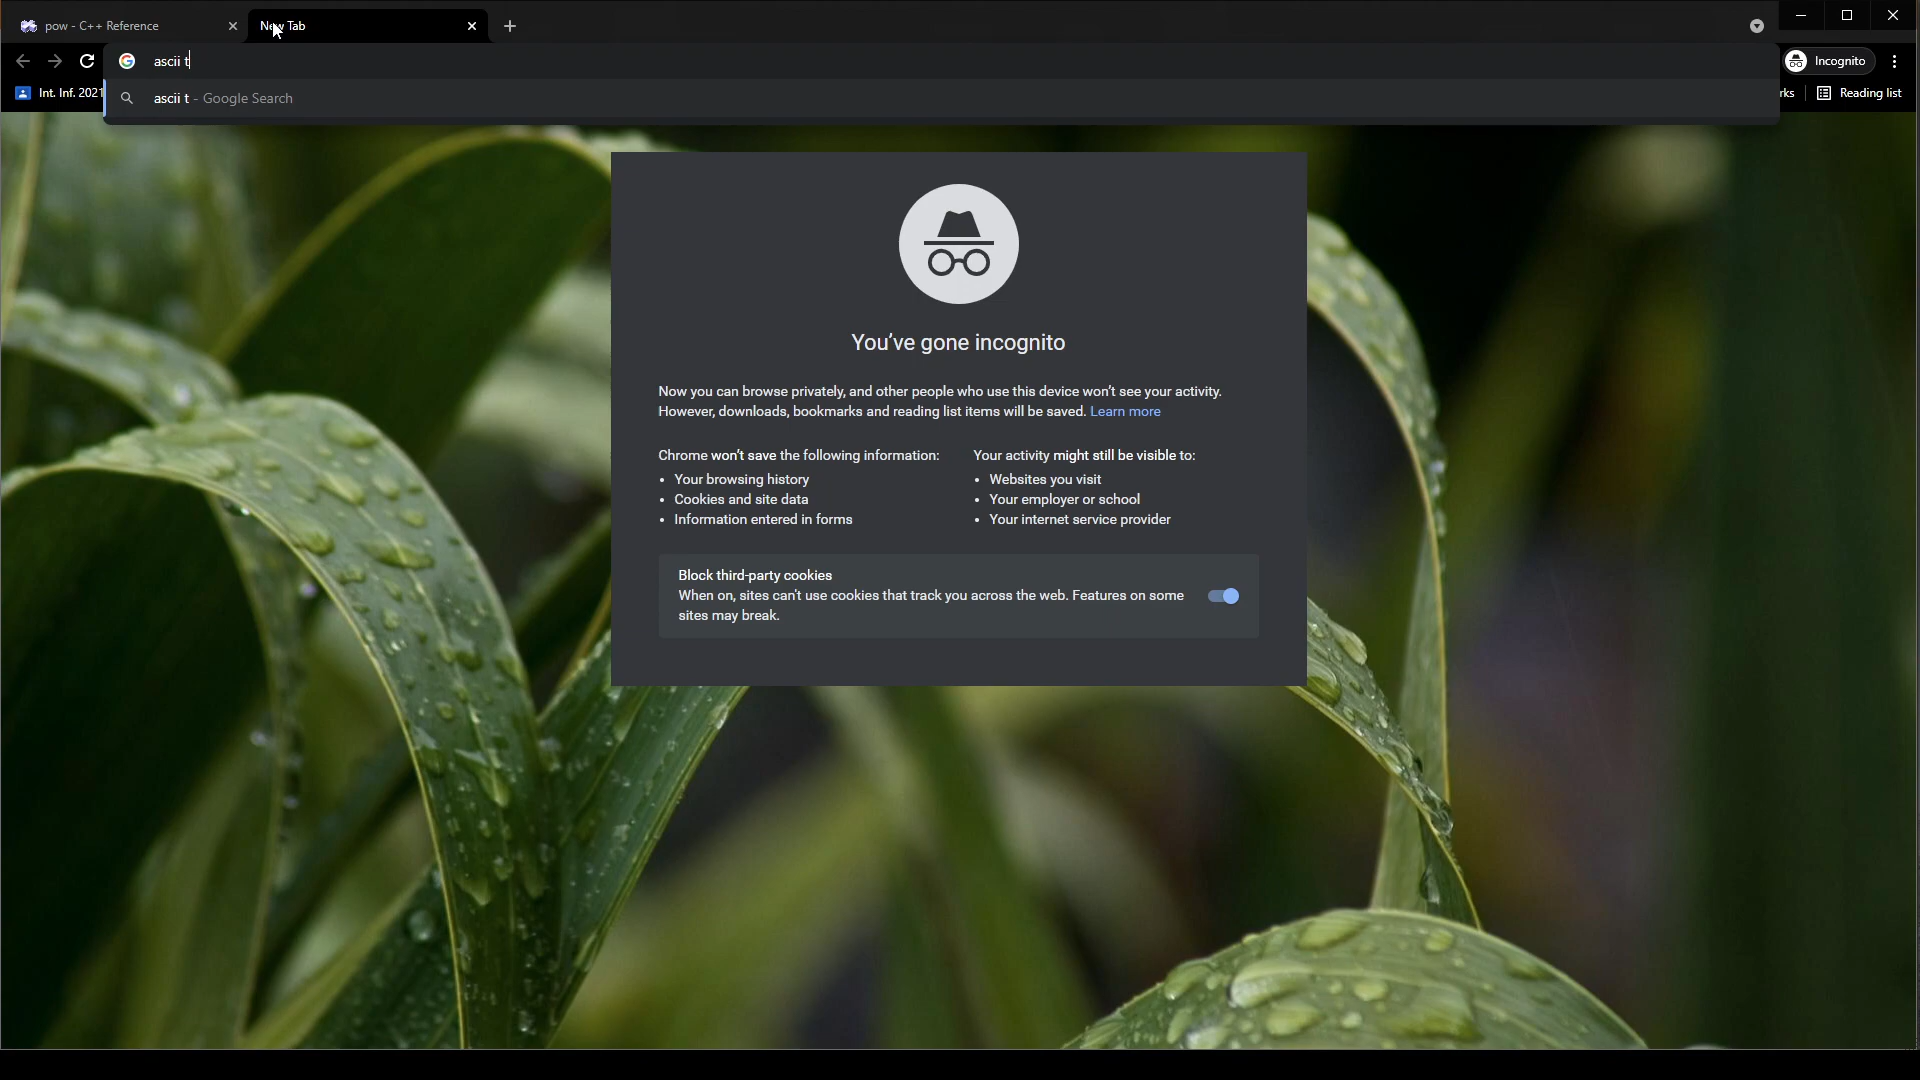 pow - C++ Reference
New Tab
ascii t
Incognito
Int. Inf. 2021
ascii t - Google Search
rks
Reading list
You've gone incognito
Now you can browse privately, and other people who use this device won't see your activity.
However, downloads, bookmarks and reading list items will be saved. Learn more
Chrome won't save the following information:
Your browsing history
Cookies and site data
Information entered in forms
Your activity might still be visible to:
Websites you visit
Your employer or school
Your internet service provider
Block third-party cookies
When on, sites can't use cookies that track you across the web. Features on some
sites may break.